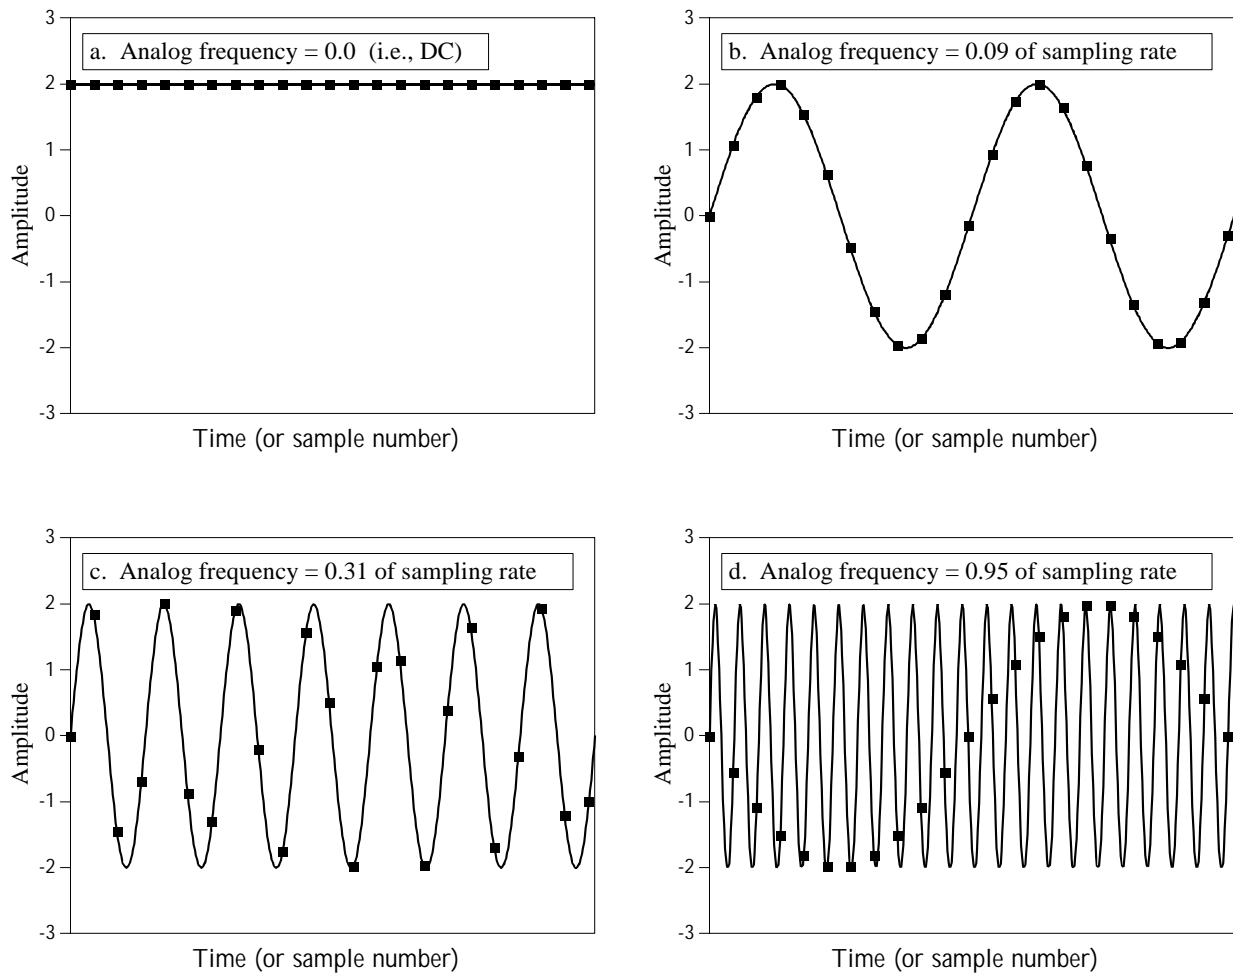 3
a. Analog frequency = 0.0 (i.e., DC)
2
1
0
-1
-2
-3
Amplitude
Time (or sample number)
3
b. Analog frequency = 0.09 of sampling rate
2
1
0
-1
-2
-3
Amplitude
Time (or sample number)
3
c. Analog frequency = 0.31 of sampling rate
2
1
0
-1
-2
-3
Amplitude
Time (or sample number)
3
d. Analog frequency = 0.95 of sampling rate
2
1
0
-1
-2
-3
Amplitude
Time (or sample number)